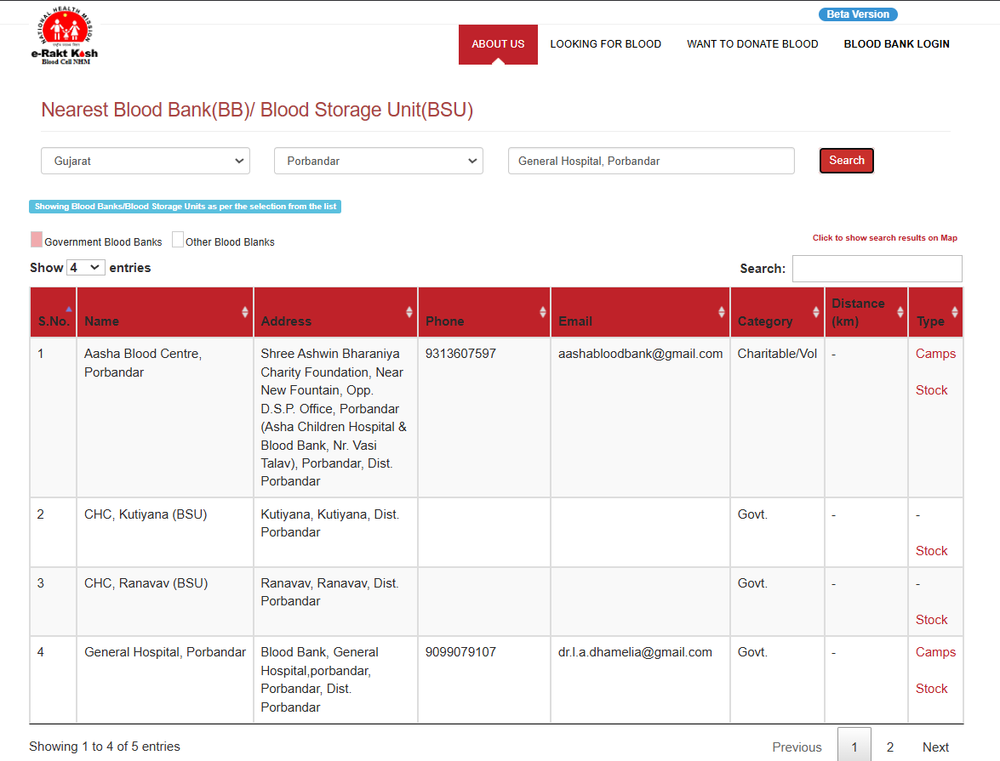 NATIONAL HEALTH MISSION
e-Rakt Kosh
Blood Cell NHM
Beta Version
ABOUT US LOOKING FOR BLOOD WANT TO DONATE BLOOD BLOOD BANK LOGIN
Nearest Blood Bank(BB)/ Blood Storage Unit(BSU)
Gujarat Porbandar General Hospital, Porbandar Search
Showing Blood Banks/Blood Storage Units as per the selection from the list
Government Blood Banks Other Blood Blanks
Click to show search results on Map
Show 4 entries
Search:
S.No. Name Address Phone Email Category Distance (km) Type
1 Aasha Blood Centre, Shree Ashwin Bharaniya 9313607597 aashabloodbank@gmail.com Charitable/Vol - Camps
Porbandar Charity Foundation, Near
New Fountain, Opp. Stock
D.S.P. Office, Porbandar
(Asha Children Hospital &
Blood Bank, Nr. Vasi
Talav), Porbandar, Dist.
Porbandar
2 CHC, Kutiyana (BSU) Kutiyana, Kutiyana, Dist. Govt. - -
Porbandar
Stock
3 CHC, Ranavav (BSU) Ranavav, Ranavav, Dist. Govt. - -
Porbandar
Stock
4 General Hospital, Porbandar Blood Bank, General 9099079107 dr.l.a.dhamelia@gmail.com Govt. - Camps
Hospital,porbandar,
Porbandar, Dist. Stock
Porbandar
Showing 1 to 4 of 5 entries Previous 1 2 Next